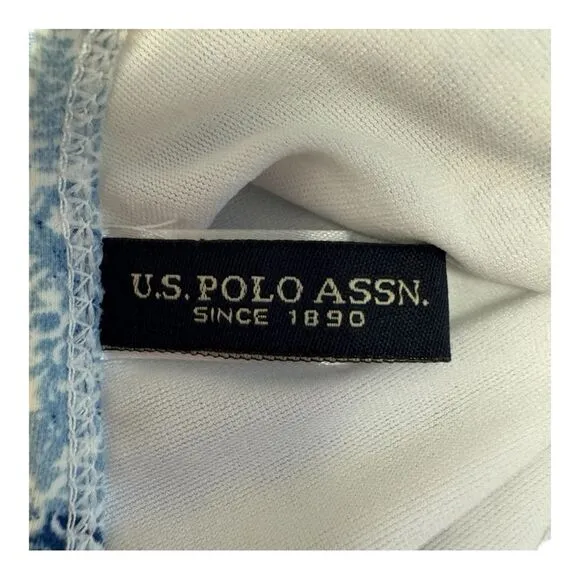 U.S. POLO ASSN.
SINCE 1890